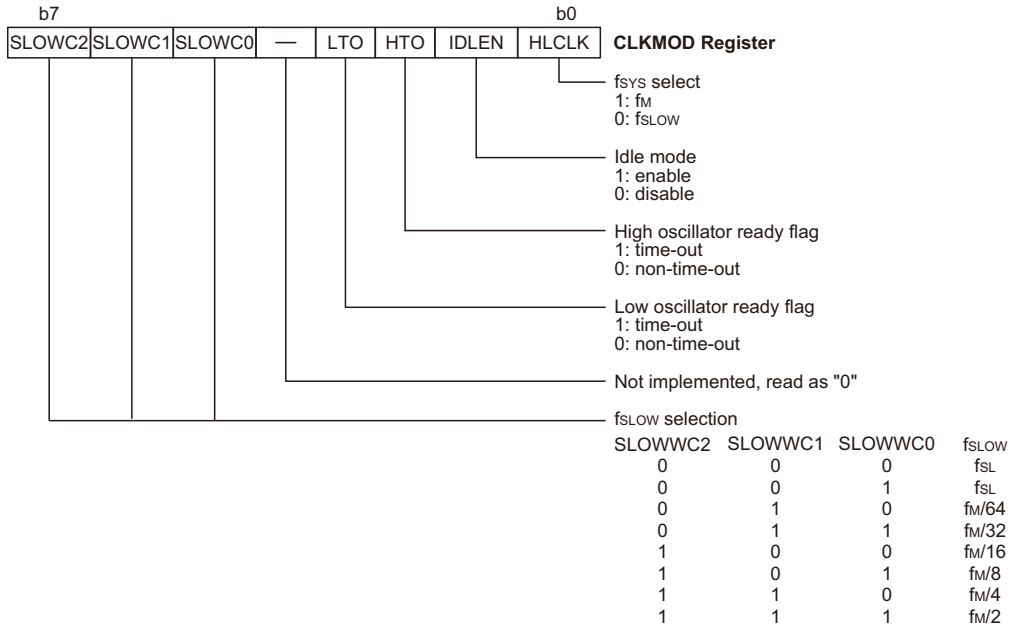 b7 b0
SLOWC2 SLOWC1 SLOWC0 — LTO HTO IDLEN HLCLK CLKMOD Register
fSYS select
1: fM
0: fSLOW
Idle mode
1: enable
0: disable
High oscillator ready flag
1: time-out
0: non-time-out
Low oscillator ready flag
1: time-out
0: non-time-out
Not implemented, read as "0"
fSLOW selection
SLOWWC2 SLOWWC1 SLOWWC0 fSLOW
0 0 0 fSL
0 0 1 fSL
0 1 0 fM/64
0 1 1 fM/32
1 0 0 fM/16
1 0 1 fM/8
1 1 0 fM/4
1 1 1 fM/2